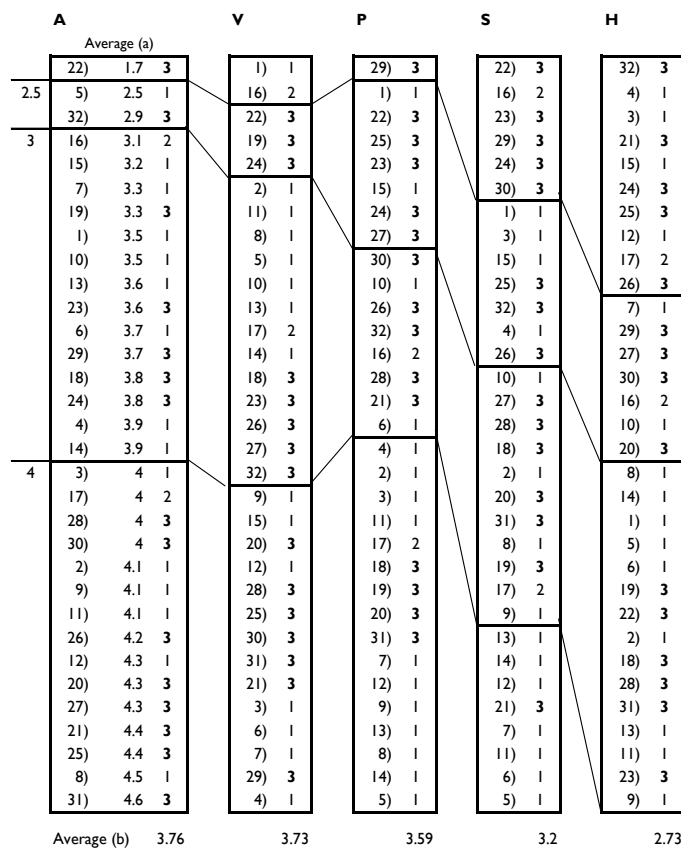 A V P S H
Average (a)
22) 1.7 3 1) 1 29) 3 22) 3 32) 3
2.5 5) 2.5 1 16) 2 1) 1 16) 2 4) 1
32) 2.9 3 22) 3 22) 3 23) 3 3) 1
3 16) 3.1 2 19) 3 25) 3 29) 3 21) 3
15) 3.2 1 24) 3 23) 3 24) 3 15) 1
7) 3.3 1 2) 1 15) 1 30) 3 24) 3
19) 3.3 3 11) 1 24) 3 1) 1 25) 3
1) 3.5 1 8) 1 27) 3 3) 1 12) 1
10) 3.5 1 5) 1 30) 3 15) 1 17) 2
13) 3.6 1 10) 1 10) 1 25) 3 26) 3
23) 3.6 3 13) 1 26) 3 32) 3 7) 1
6) 3.7 1 17) 2 32) 3 4) 1 29) 3
29) 3.7 3 14) 1 16) 2 26) 3 27) 3
18) 3.8 3 18) 3 28) 3 10) 1 30) 3
24) 3.8 3 23) 3 21) 3 27) 3 16) 2
4) 3.9 1 26) 3 6) 1 28) 3 10) 1
14) 3.9 1 27) 3 4) 1 18) 3 20) 3
4 3) 4 1 32) 3 2) 1 2) 1 8) 1
17) 4 2 9) 1 3) 1 20) 3 14) 1
28) 4 3 15) 1 11) 1 31) 3 1) 1
30) 4 3 20) 3 17) 2 8) 1 5) 1
2) 4.1 1 12) 1 18) 3 19) 3 6) 1
9) 4.1 1 28) 3 19) 3 17) 2 19) 3
11) 4.1 1 25) 3 20) 3 9) 1 22) 3
26) 4.2 3 30) 3 31) 3 13) 1 2) 1
12) 4.3 1 31) 3 7) 1 14) 1 18) 3
20) 4.3 3 21) 3 12) 1 12) 1 28) 3
27) 4.3 3 3) 1 9) 1 21) 3 31) 3
21) 4.4 3 6) 1 13) 1 7) 1 13) 1
25) 4.4 3 7) 1 8) 1 11) 1 11) 1
8) 4.5 1 29) 3 14) 1 6) 1 23) 3
31) 4.6 3 4) 1 5) 1 5) 1 9) 1
Average (b) 3.76 3.73 3.59 3.2 2.73